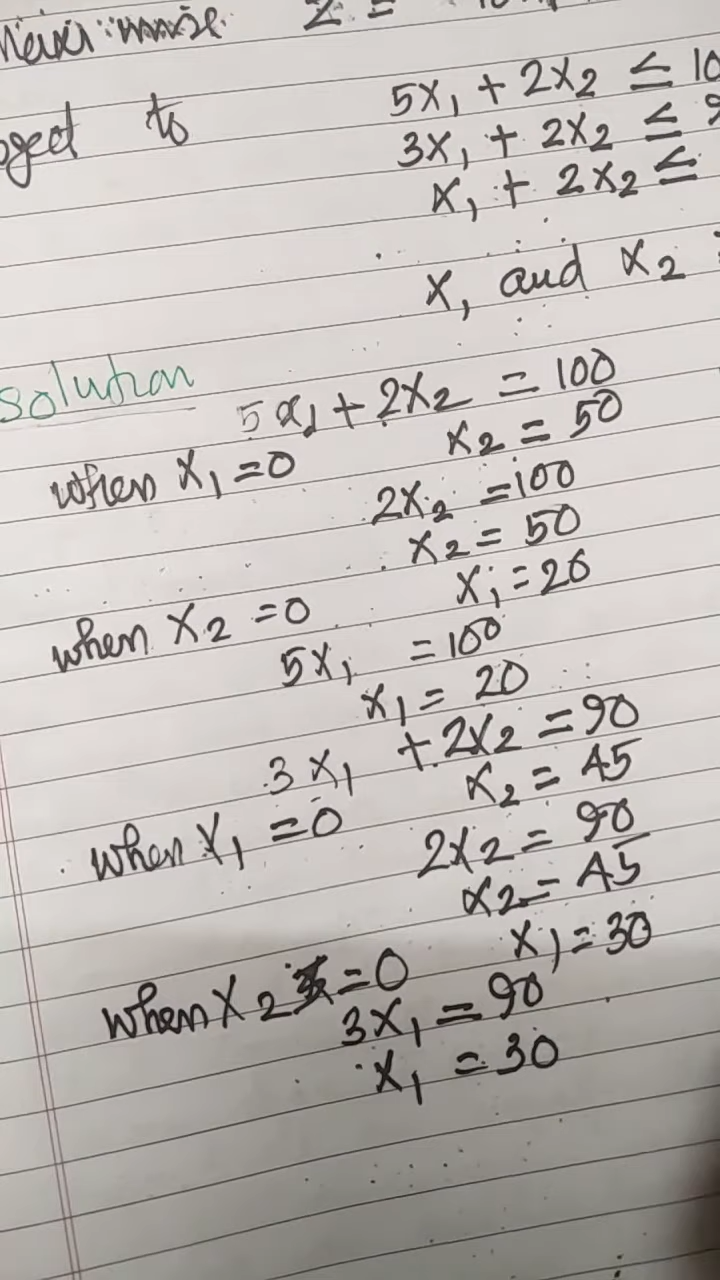 Z =
to 5x₁ + 2x₂ ≤ 10
3x₁ + 2x₂ ≤ 9
x₁ + 2x₂ ≤
x₁ and x₂
solution
5x₁ + 2x₂ = 100
when x₁ = 0 x₂ = 50
2x₂ = 100
x₂ = 50
when x₂ = 0 x₁ = 20
5x₁ = 100
x₁ = 20
3x₁ + 2x₂ = 90
when x₁ = 0 x₂ = 45
2x₂ = 90
x₂ = 45
when x₂ = 0 x₁ = 30
3x₁ = 90
x₁ = 30